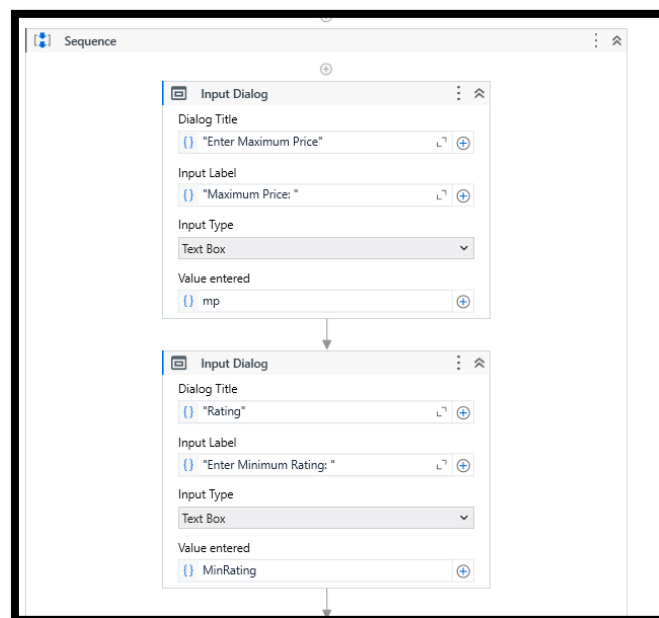 Sequence
Input Dialog
Dialog Title
{} "Enter Maximum Price"
Input Label
{} "Maximum Price: "
Input Type
Text Box
Value entered
{} mp
Input Dialog
Dialog Title
{} "Rating"
Input Label
{} "Enter Minimum Rating: "
Input Type
Text Box
Value entered
{} MinRating